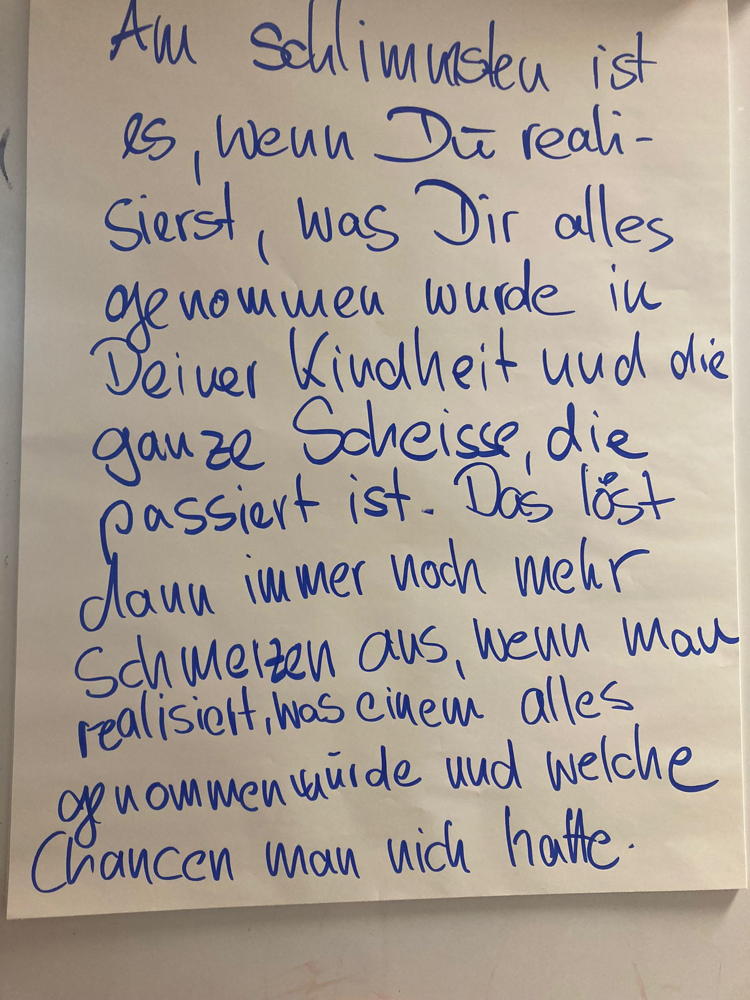 Am schlimmsten ist
es, wenn Du reali-
sierst, was Dir alles
genommen wurde in
Deiner Kindheit und die
ganze Scheisse, die
passiert ist. Das löst
dann immer noch mehr
Schmerzen aus, wenn man
realisiert, was einem alles
genommen wurde und welche
Chancen man nich hatte.